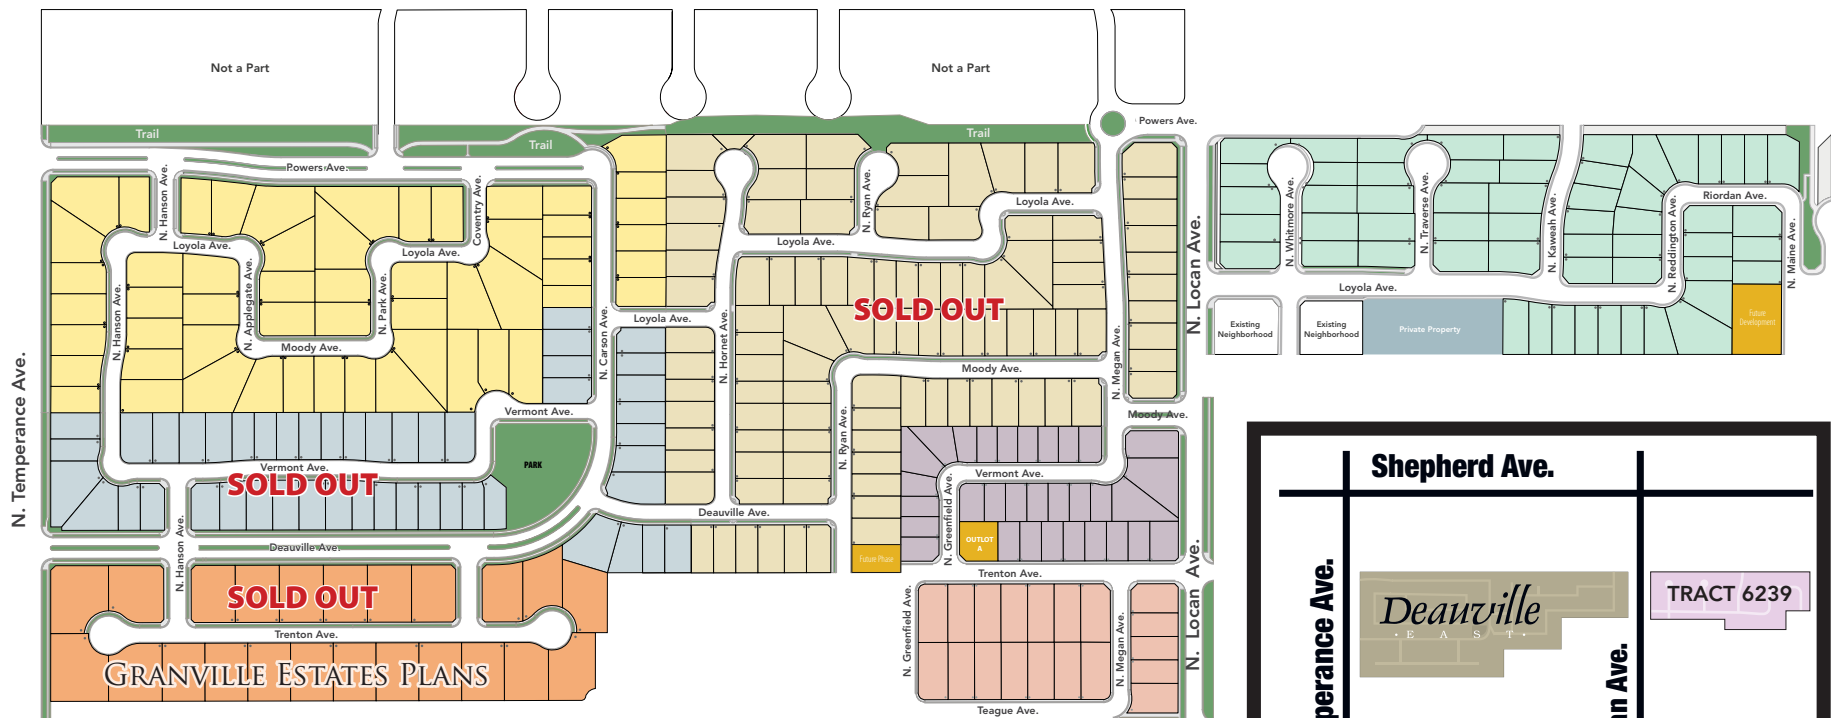 Not a Part
Not a Part
Trail
Trail
Trail
Powers Ave.
Powers Ave.
N. Hanson Ave.
Coventry Ave.
N. Ryan Ave.
Loyola Ave.
Loyola Ave.
Loyola Ave.
Loyola Ave.
N. Whitmore Ave.
N. Traverse Ave.
N. Kaweah Ave.
N. Reddington Ave.
Riordan Ave.
N. Maine Ave.
N. Locan Ave.
Loyola Ave.
N. Hanson Ave.
N. Applegate Ave.
N. Park Ave.
Moody Ave.
N. Carson Ave.
Loyola Ave.
N. Hornet Ave.
SOLD OUT
N. Megan Ave.
Existing
Neighborhood
Existing
Neighborhood
Private Property
Future
Development
Moody Ave.
N. Temperance Ave.
Vermont Ave.
Moody Ave.
N. Ryan Ave.
PARK
Vermont Ave.
SOLD OUT
Vermont Ave.
N. Greenfield Ave.
Deauville Ave.
OUTLOT
A
Future Phase
N. Hanson Ave.
Deauville Ave.
Trenton Ave.
N. Locan Ave.
SOLD OUT
N. Greenfield Ave.
N. Megan Ave.
Trenton Ave.
GRANVILLE ESTATES PLANS
Teague Ave.
Shepherd Ave.
perance Ave.
Deauville
• E A S T •
an Ave.
TRACT 6239